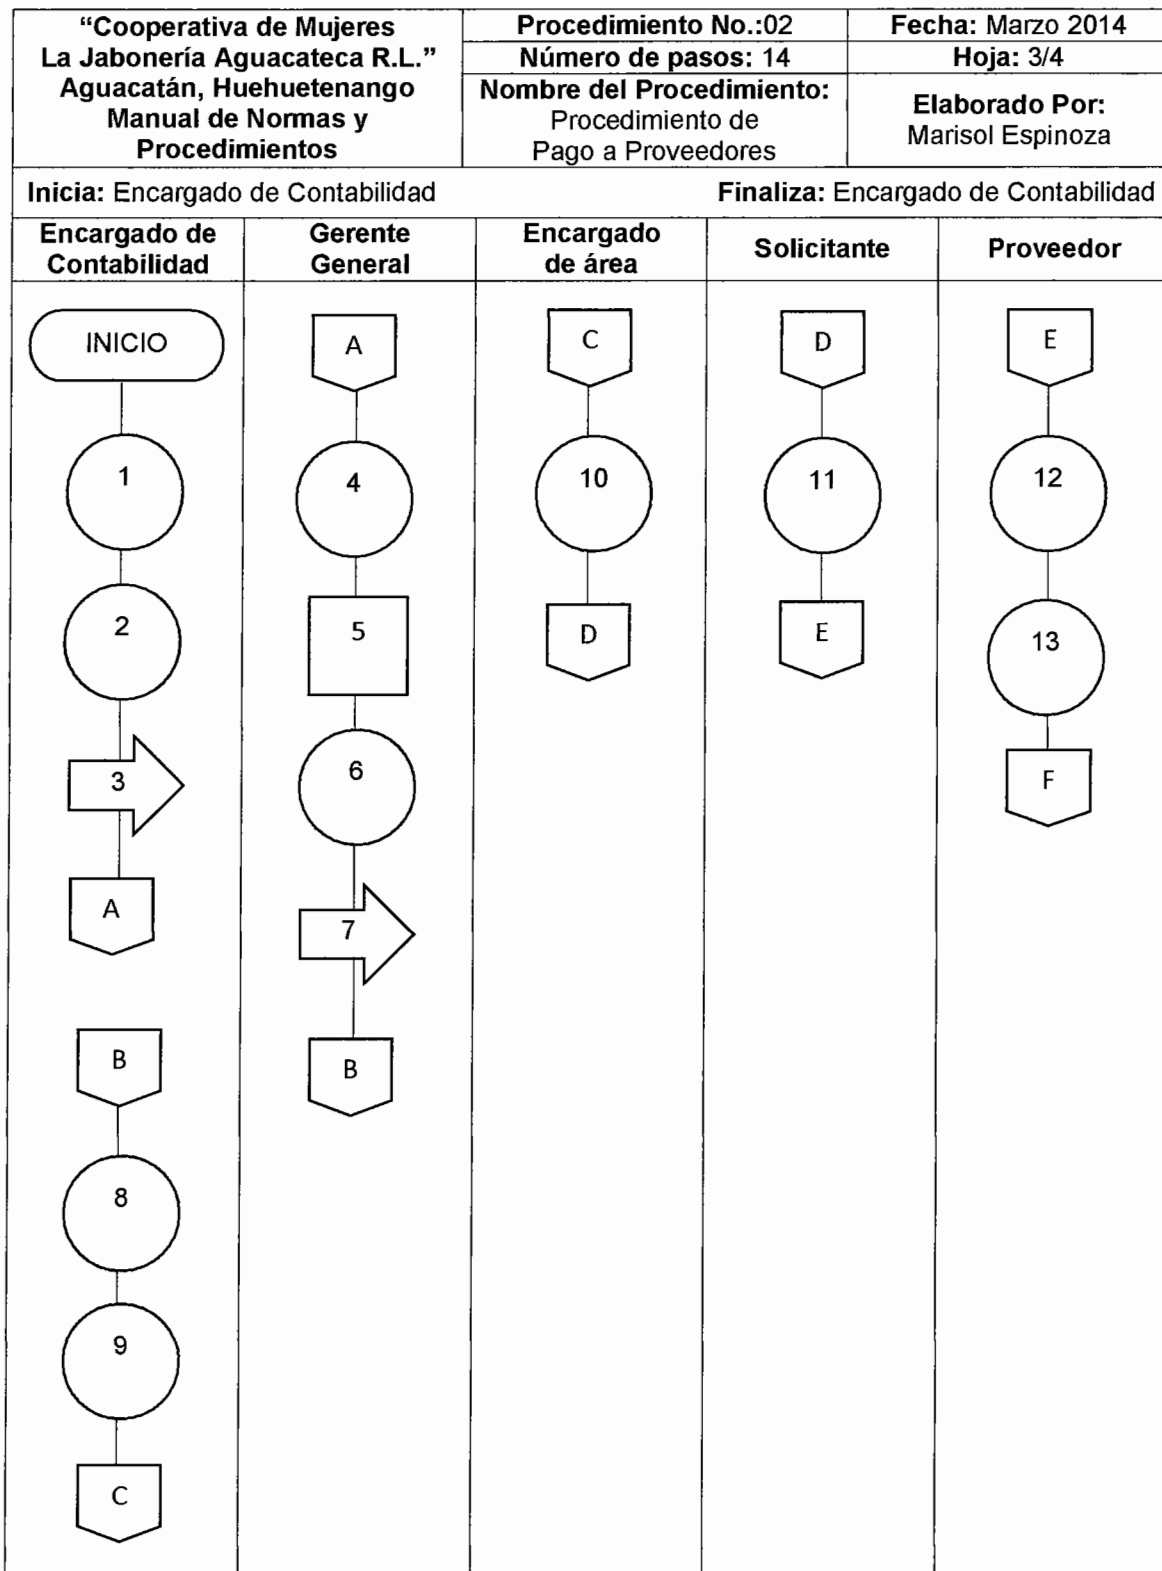 “Cooperativa de Mujeres
La Jabonería Aguacateca R.L.”
Aguacatán, Huehuetenango
Manual de Normas y
Procedimientos
Procedimiento No.:02
Número de pasos: 14
Nombre del Procedimiento:
Procedimiento de
Pago a Proveedores
Fecha: Marzo 2014
Hoja: 3/4
Elaborado Por:
Marisol Espinoza
Inicia: Encargado de Contabilidad
Finaliza: Encargado de Contabilidad
Encargado de
Contabilidad
Gerente
General
Encargado
de área
Solicitante
Proveedor
INICIO
1
2
3
A
B
8
9
C
A
4
5
6
7
B
C
10
D
D
11
E
E
12
13
F